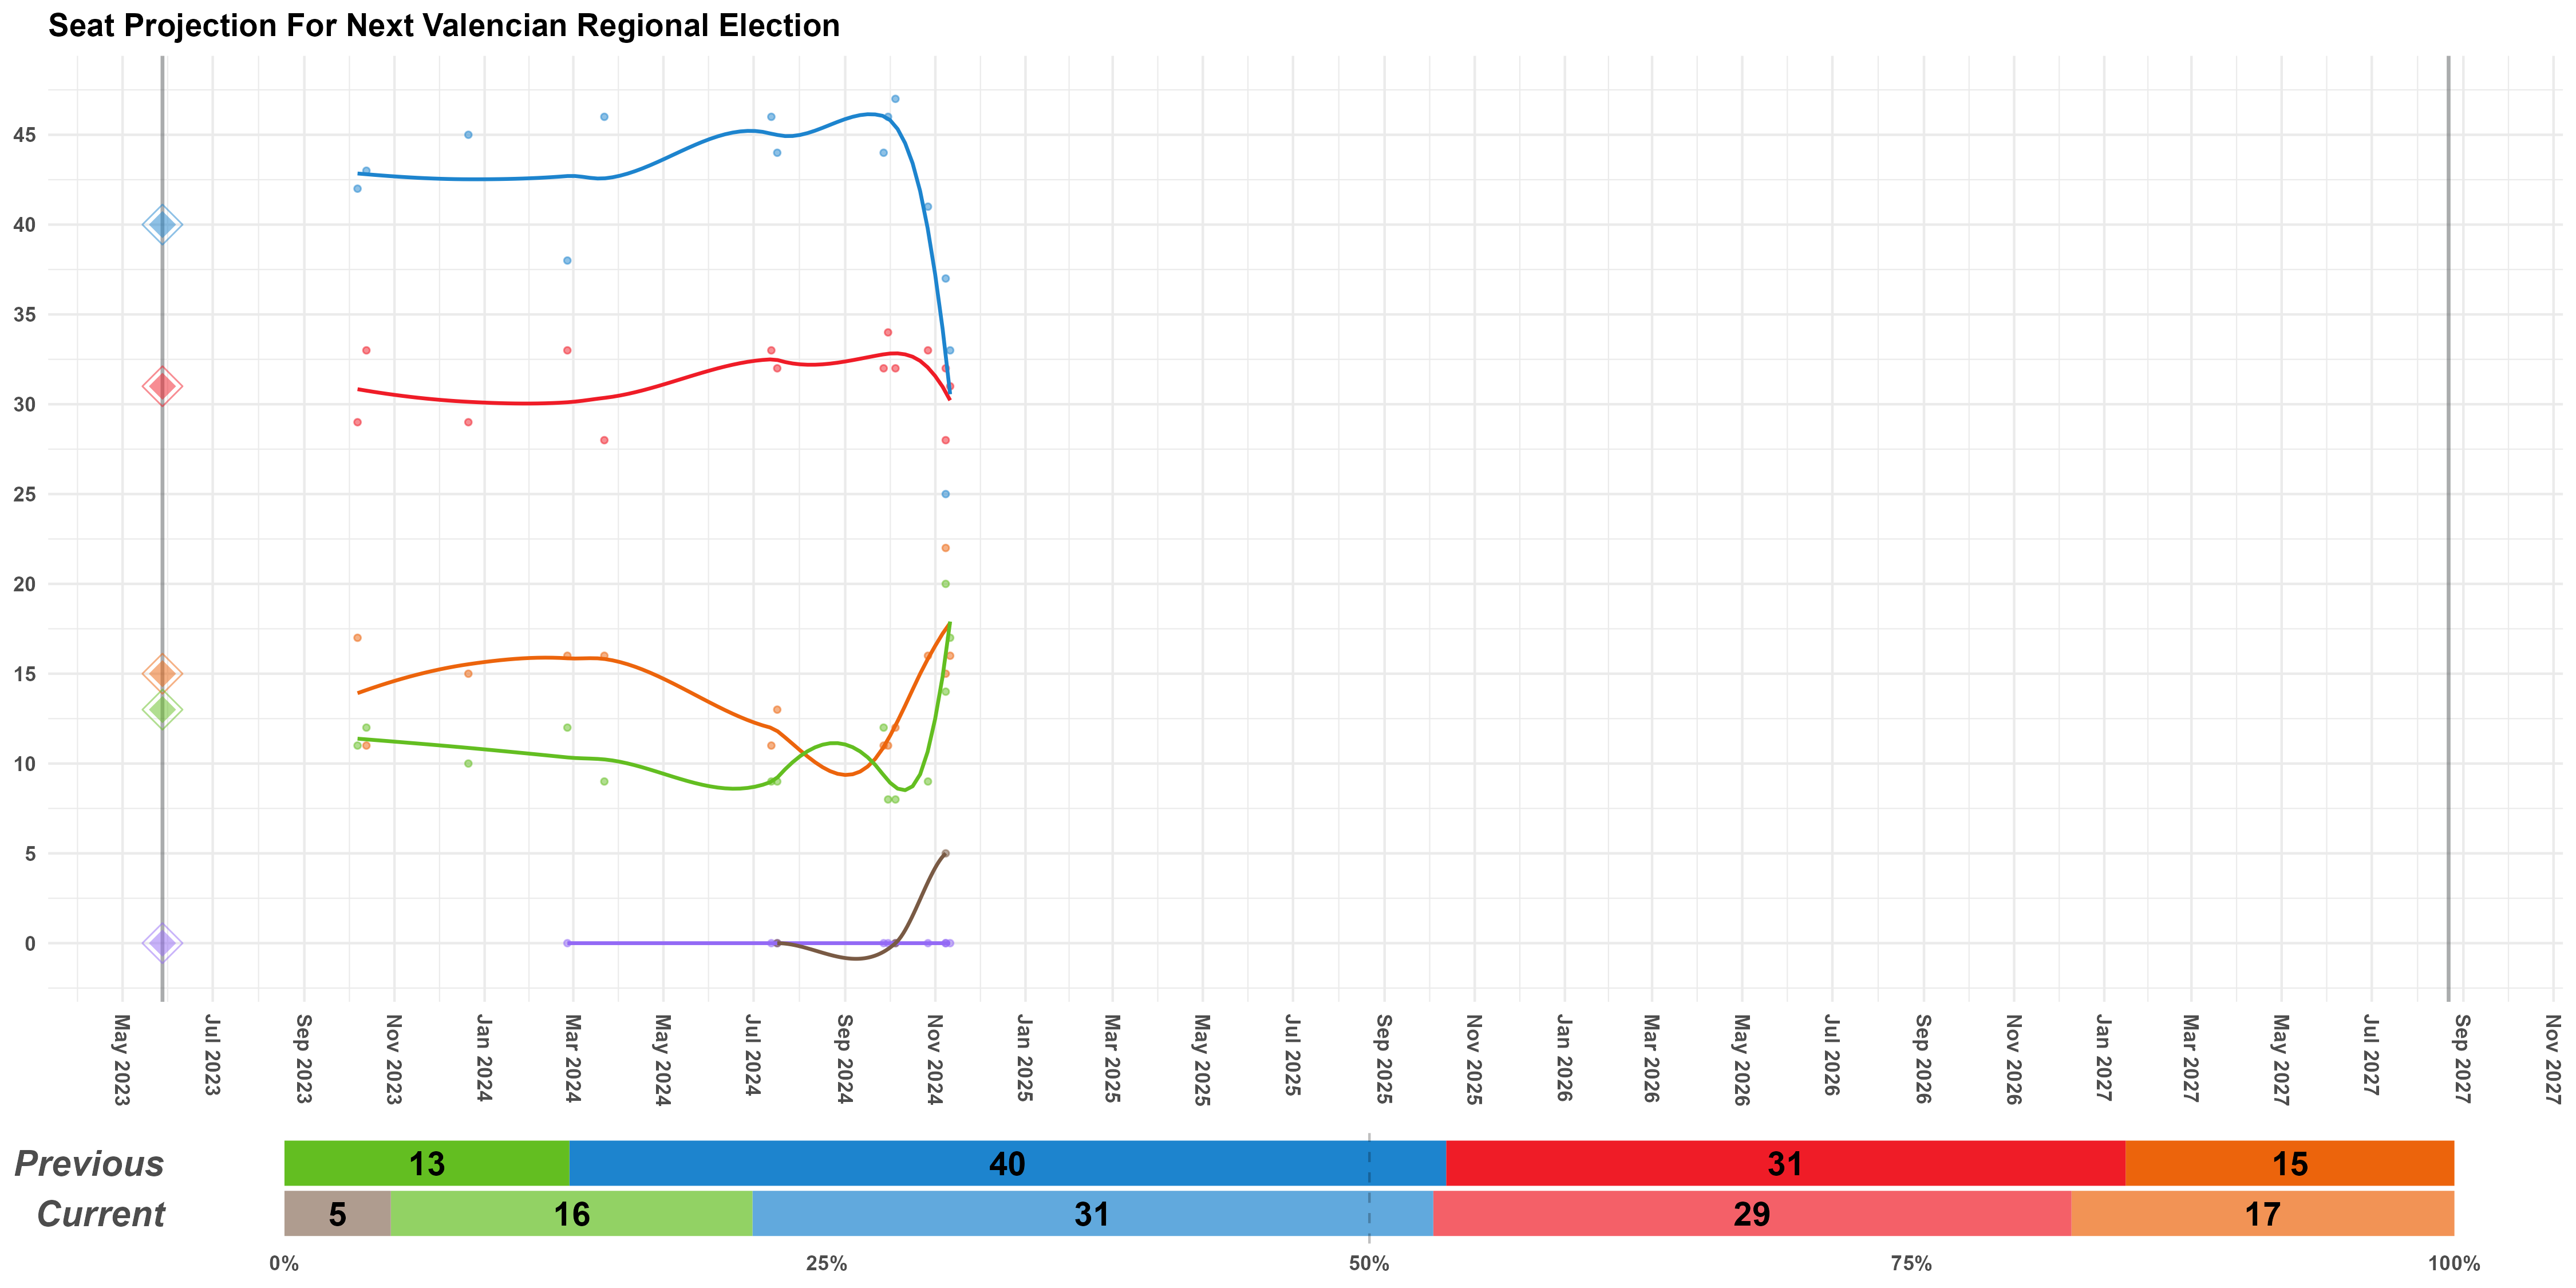 Seat Projection For Next Valencian Regional Election
45
40
35
30
25
20
15
10
5
0
May 2023
Jul 2023
Sep 2023
Nov 2023
Jan 2024
Mar 2024
May 2024
Jul 2024
Sep 2024
Nov 2024
Jan 2025
Mar 2025
May 2025
Jul 2025
Sep 2025
Nov 2025
Jan 2026
Mar 2026
May 2026
Jul 2026
Sep 2026
Nov 2026
Jan 2027
Mar 2027
May 2027
Jul 2027
Sep 2027
Nov 2027
Previous 13 40 31 15
Current 5 16 31 29 17
0% 25% 50% 75% 100%